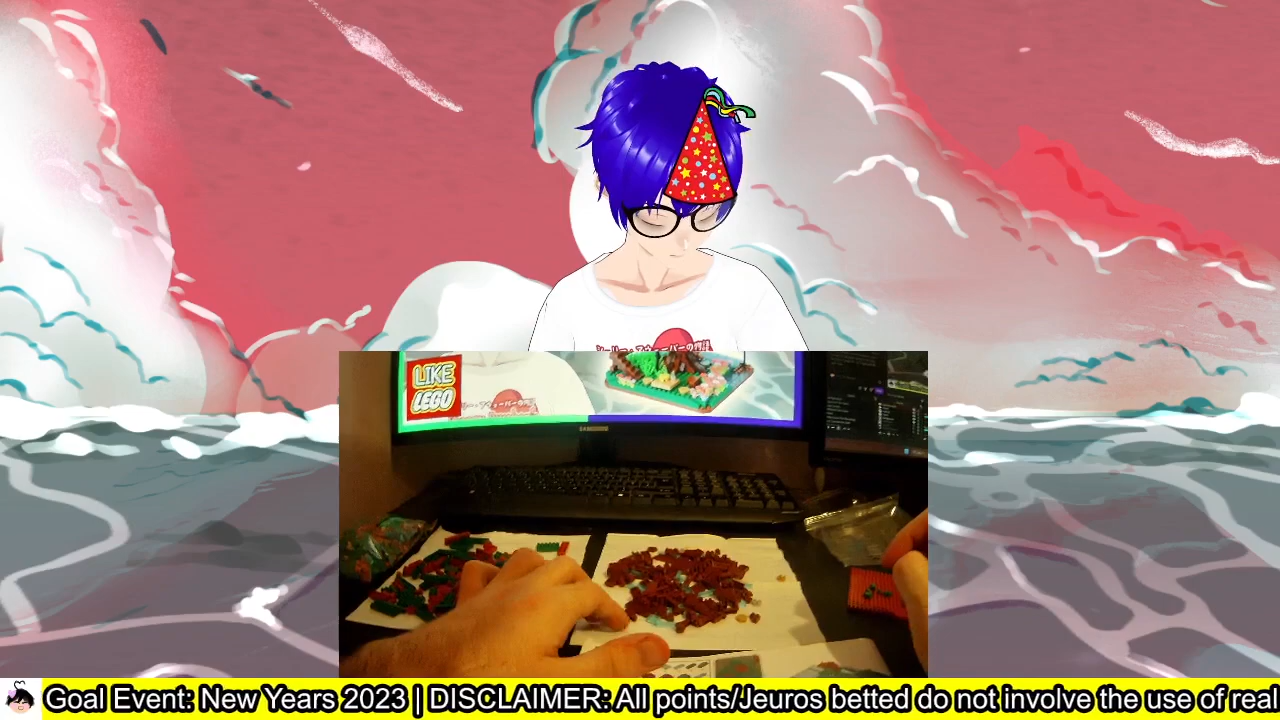 LIKE
LEGO
SAMSUNG
Goal Event: New Years 2023 | DISCLAIMER: All points/Jeuros betted do not involve the use of real